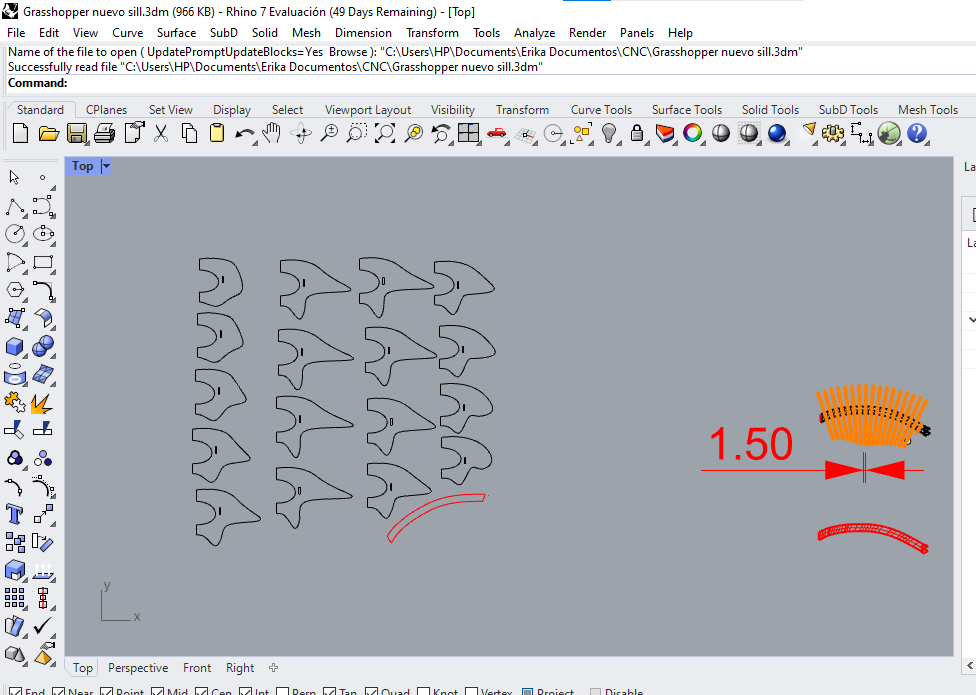 Grasshopper nuevo sill.3dm (966 KB) - Rhino 7 Evaluación (49 Days Remaining) - [Top]
File Edit View Curve Surface SubD Solid Mesh Dimension Transform Tools Analyze Render Panels Help
Name of the file to open ( UpdatePromptUpdateBlocks=Yes Browse ): "C:\Users\HP\Documents\Erika Documentos\CNC\Grasshopper nuevo sill.3dm"
Successfully read file "C:\Users\HP\Documents\Erika Documentos\CNC\Grasshopper nuevo sill.3dm"
Command:
Standard CPlanes Set View Display Select Viewport Layout Visibility Transform Curve Tools Surface Tools Solid Tools SubD Tools Mesh Tools
Top
La
La
1.50
y
x
Top Perspective Front Right
End Near Point Mid Cen Int Perp Tan Quad Knot Vertex Project Disable